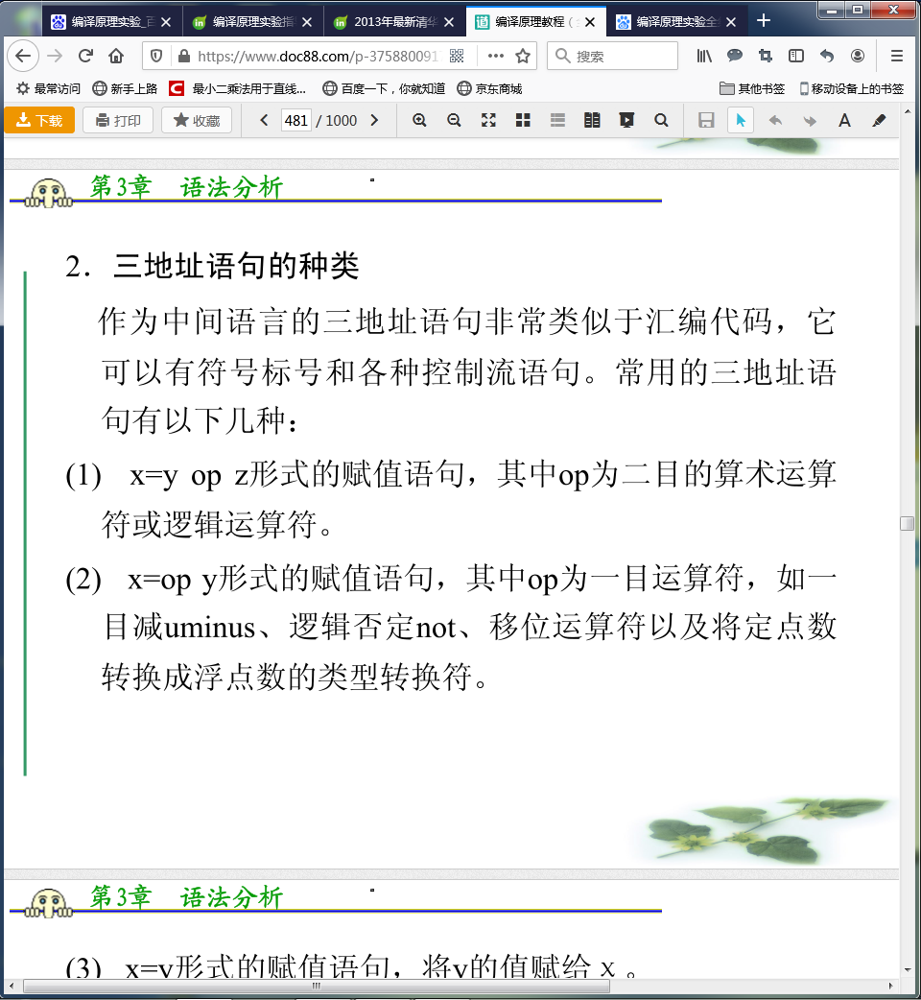 编译原理实验_百
编译原理实验指
2013年最新清华
编译原理教程（
编译原理实验全
https://www.doc88.com/p-37588009
搜索
最常访问
新手上路
最小二乘法用于直线...
百度一下，你就知道
京东商城
其他书签
移动设备上的书签
下载
打印
收藏
481 / 1000
第3章 语法分析
2．三地址语句的种类
作为中间语言的三地址语句非常类似于汇编代码，它
可以有符号标号和各种控制流语句。常用的三地址语
句有以下几种：
(1) x=y op z形式的赋值语句，其中op为二目的算术运算
符或逻辑运算符。
(2) x=op y形式的赋值语句，其中op为一目运算符，如一
目减uminus、逻辑否定not、移位运算符以及将定点数
转换成浮点数的类型转换符。
第3章 语法分析
(3) x=y形式的赋值语句，将y的值赋给x。